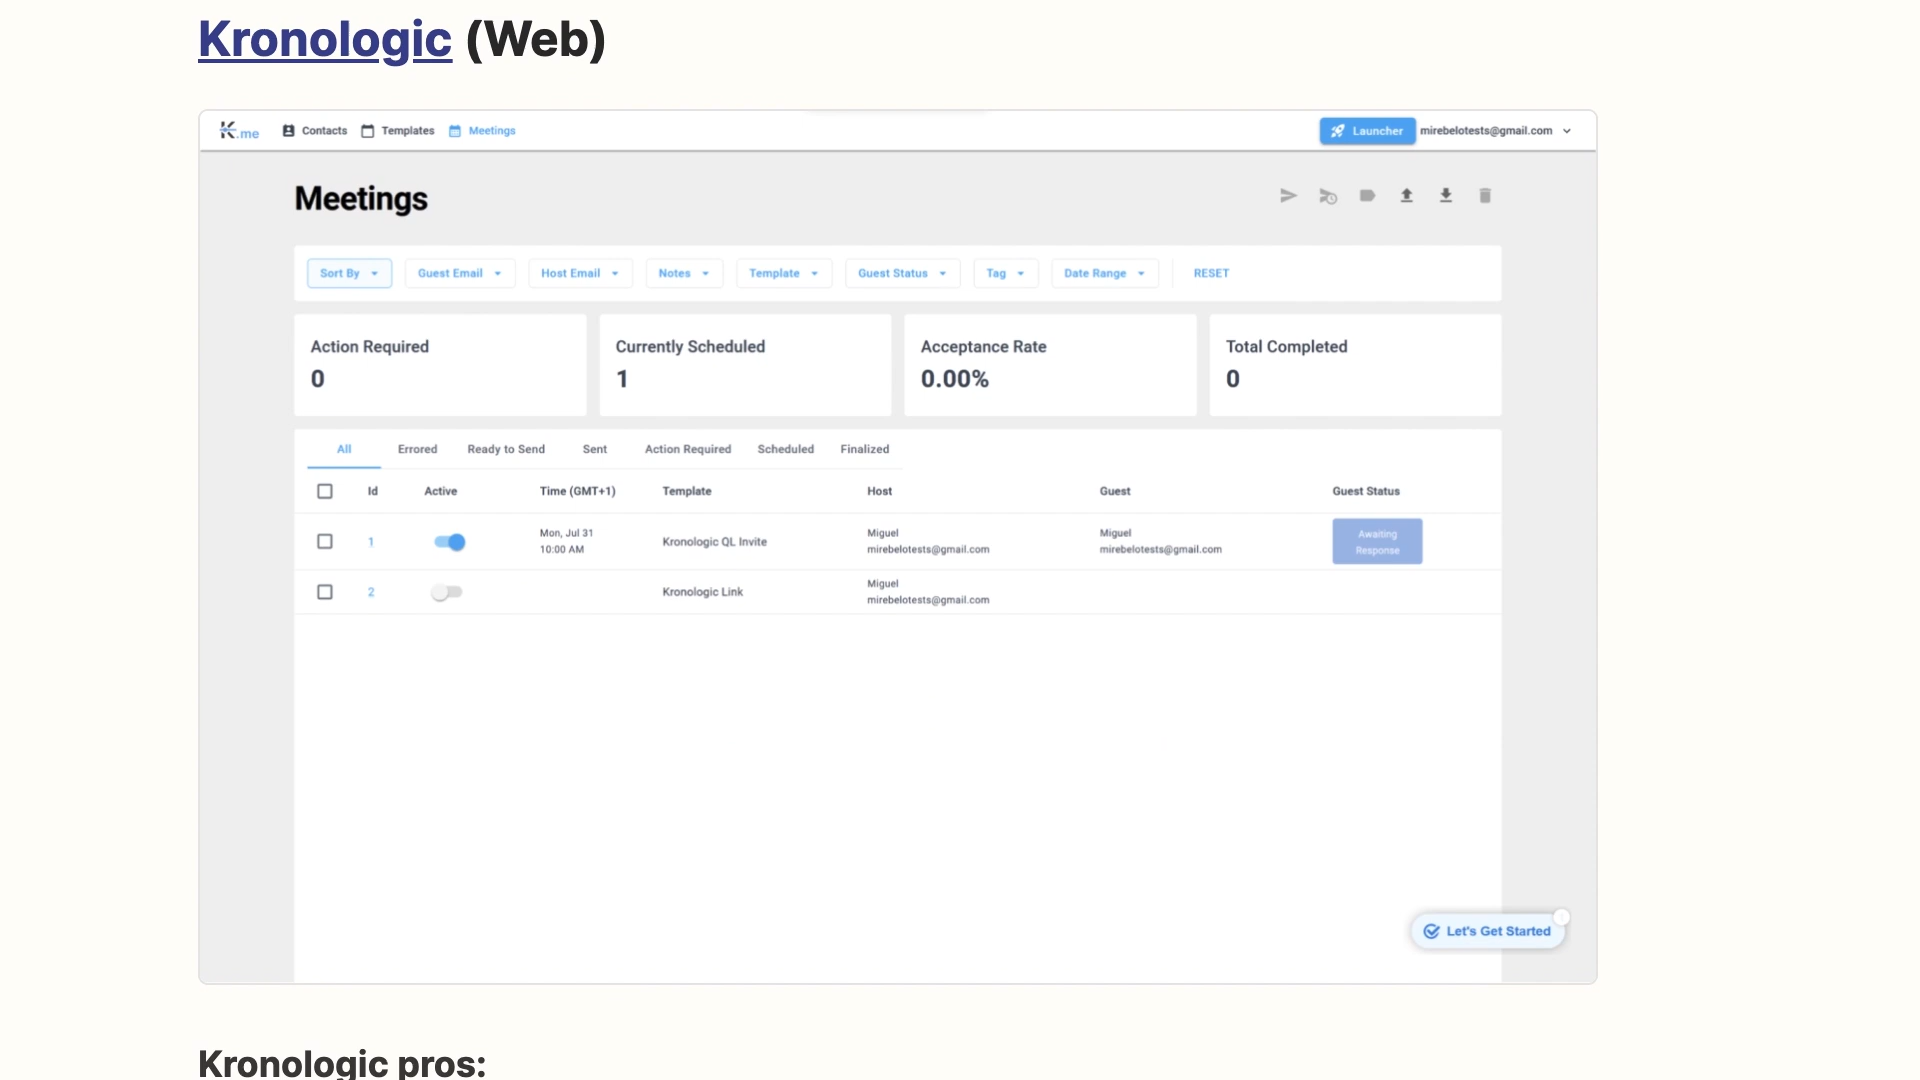 Kronologic (Web)
K.me Contacts Templates Meetings Launcher mirebelotests@gmail.com
Meetings
Sort By Guest Email Host Email Notes Template Guest Status Tag Date Range RESET
Action Required Currently Scheduled Acceptance Rate Total Completed
0 1 0.00% 0
All Errored Ready to Send Sent Action Required Scheduled Finalized
Id Active Time (GMT+1) Template Host Guest Guest Status
1 Mon, Jul 31 10:00 AM Kronologic QL Invite Miguel mirebelotests@gmail.com Miguel mirebelotests@gmail.com Awaiting Response
2 Kronologic Link Miguel mirebelotests@gmail.com
Let's Get Started
Kronologic pros: